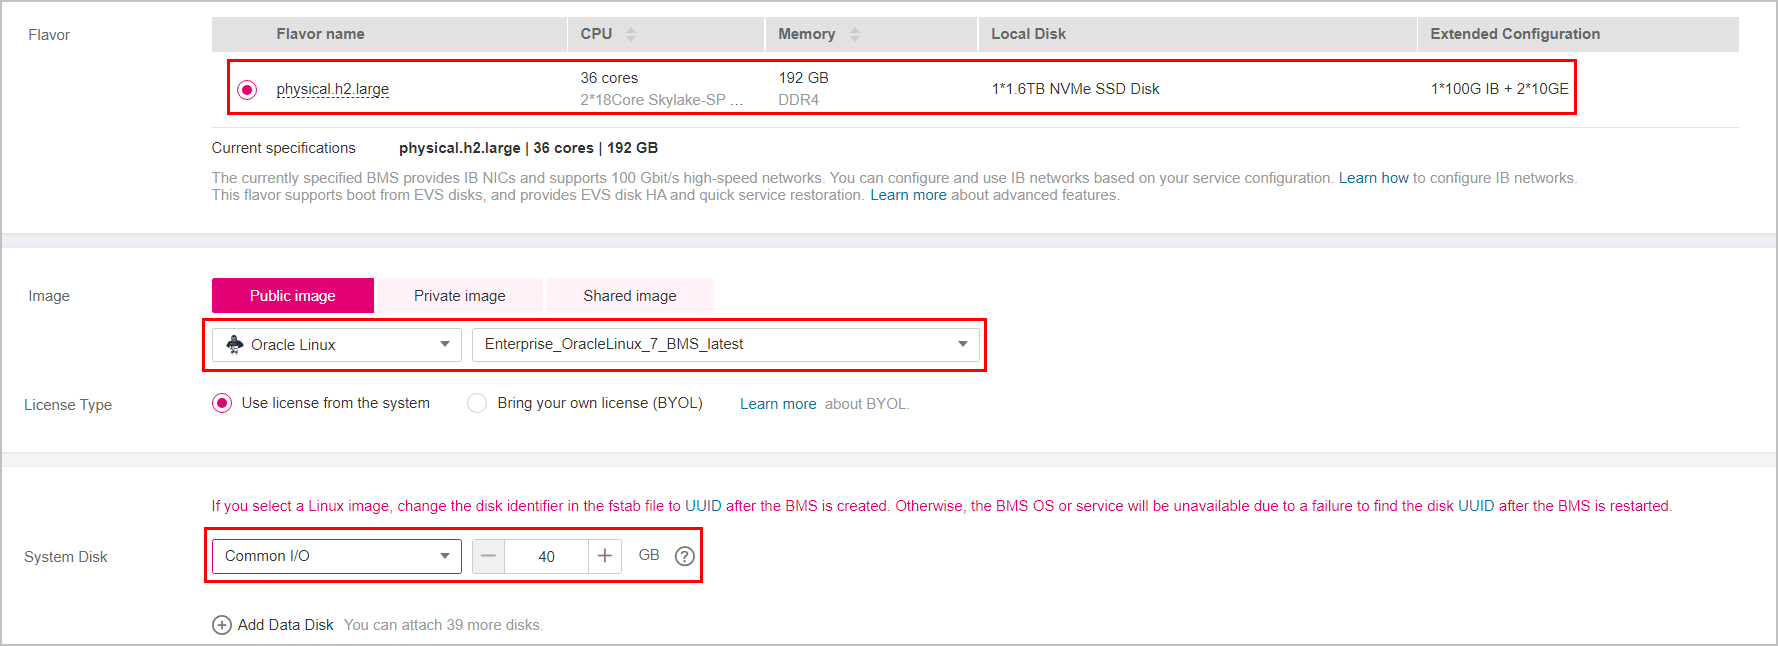 Flavor
Flavor name CPU Memory Local Disk Extended Configuration
physical.h2.large 36 cores 192 GB 1*1.6TB NVMe SSD Disk 1*100G IB + 2*10GE
2*18Core Skylake-SP ... DDR4
Current specifications physical.h2.large | 36 cores | 192 GB
The currently specified BMS provides IB NICs and supports 100 Gbit/s high-speed networks. You can configure and use IB networks based on your service configuration. Learn how to configure IB networks.
This flavor supports boot from EVS disks, and provides EVS disk HA and quick service restoration. Learn more about advanced features.
Image Public image Private image Shared image
Oracle Linux Enterprise_OracleLinux_7_BMS_latest
License Type Use license from the system Bring your own license (BYOL) Learn more about BYOL.
If you select a Linux image, change the disk identifier in the fstab file to UUID after the BMS is created. Otherwise, the BMS OS or service will be unavailable due to a failure to find the disk UUID after the BMS is restarted.
System Disk Common I/O — 40 + GB ?
Add Data Disk You can attach 39 more disks.